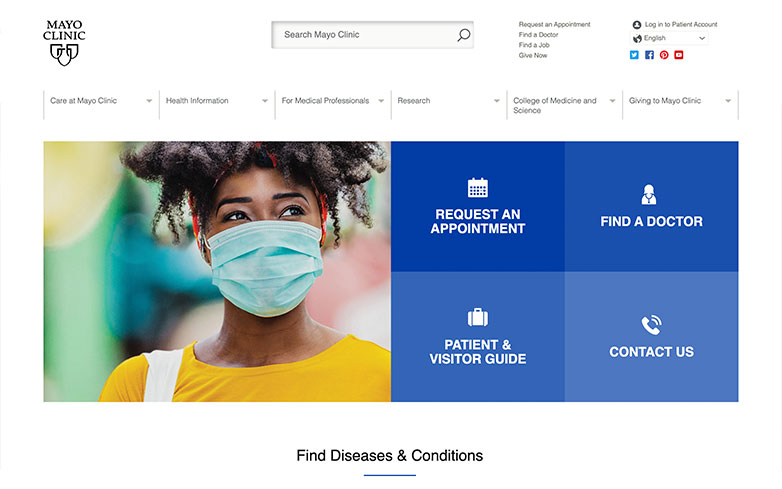 MAYO
CLINIC
Search Mayo Clinic
Request an Appointment
Find a Doctor
Find a Job
Give Now
Log in to Patient Account
English
Care at Mayo Clinic
Health Information
For Medical Professionals
Research
College of Medicine and
Science
Giving to Mayo Clinic
REQUEST AN
APPOINTMENT
FIND A DOCTOR
PATIENT &
VISITOR GUIDE
CONTACT US
Find Diseases & Conditions